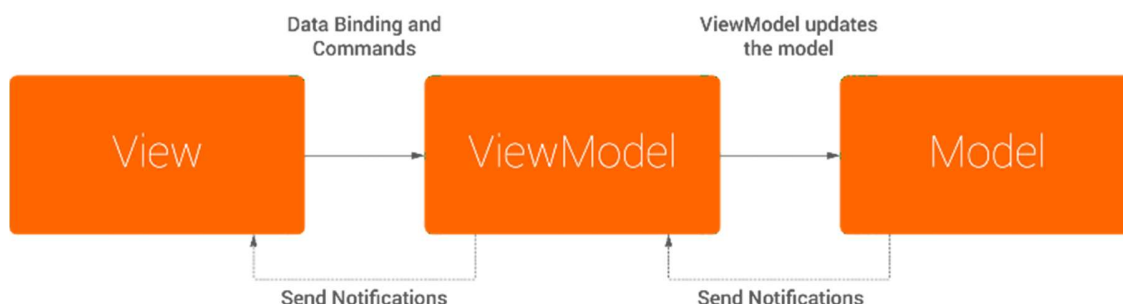 Data Binding and
Commands
ViewModel updates
the model
View
ViewModel
Model
Send Notifications
Send Notifications